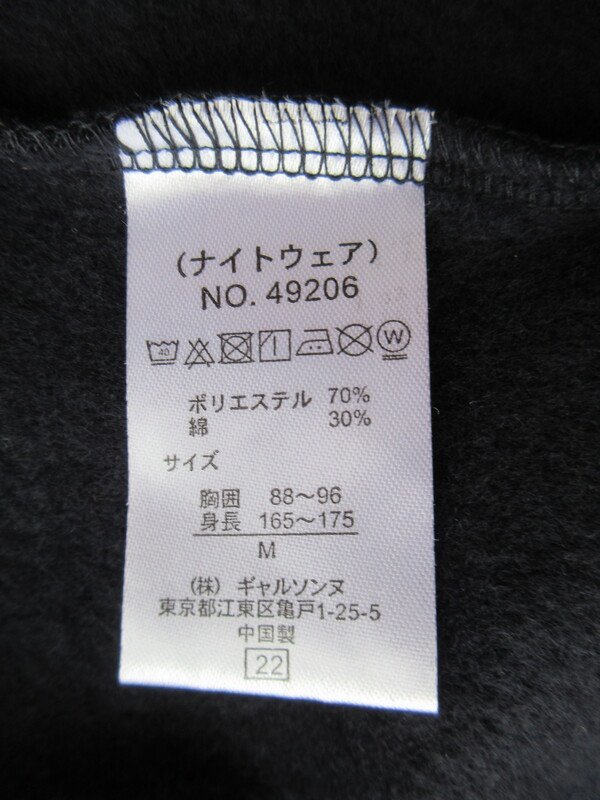 (ナイトウェア)
NO. 49206
40 W
ポリエステル 70%
綿 30%
サイズ
胸囲 88～96
身長 165～175
M
(株) ギャルソンヌ
東京都江東区亀戸1-25-5
中国製
22